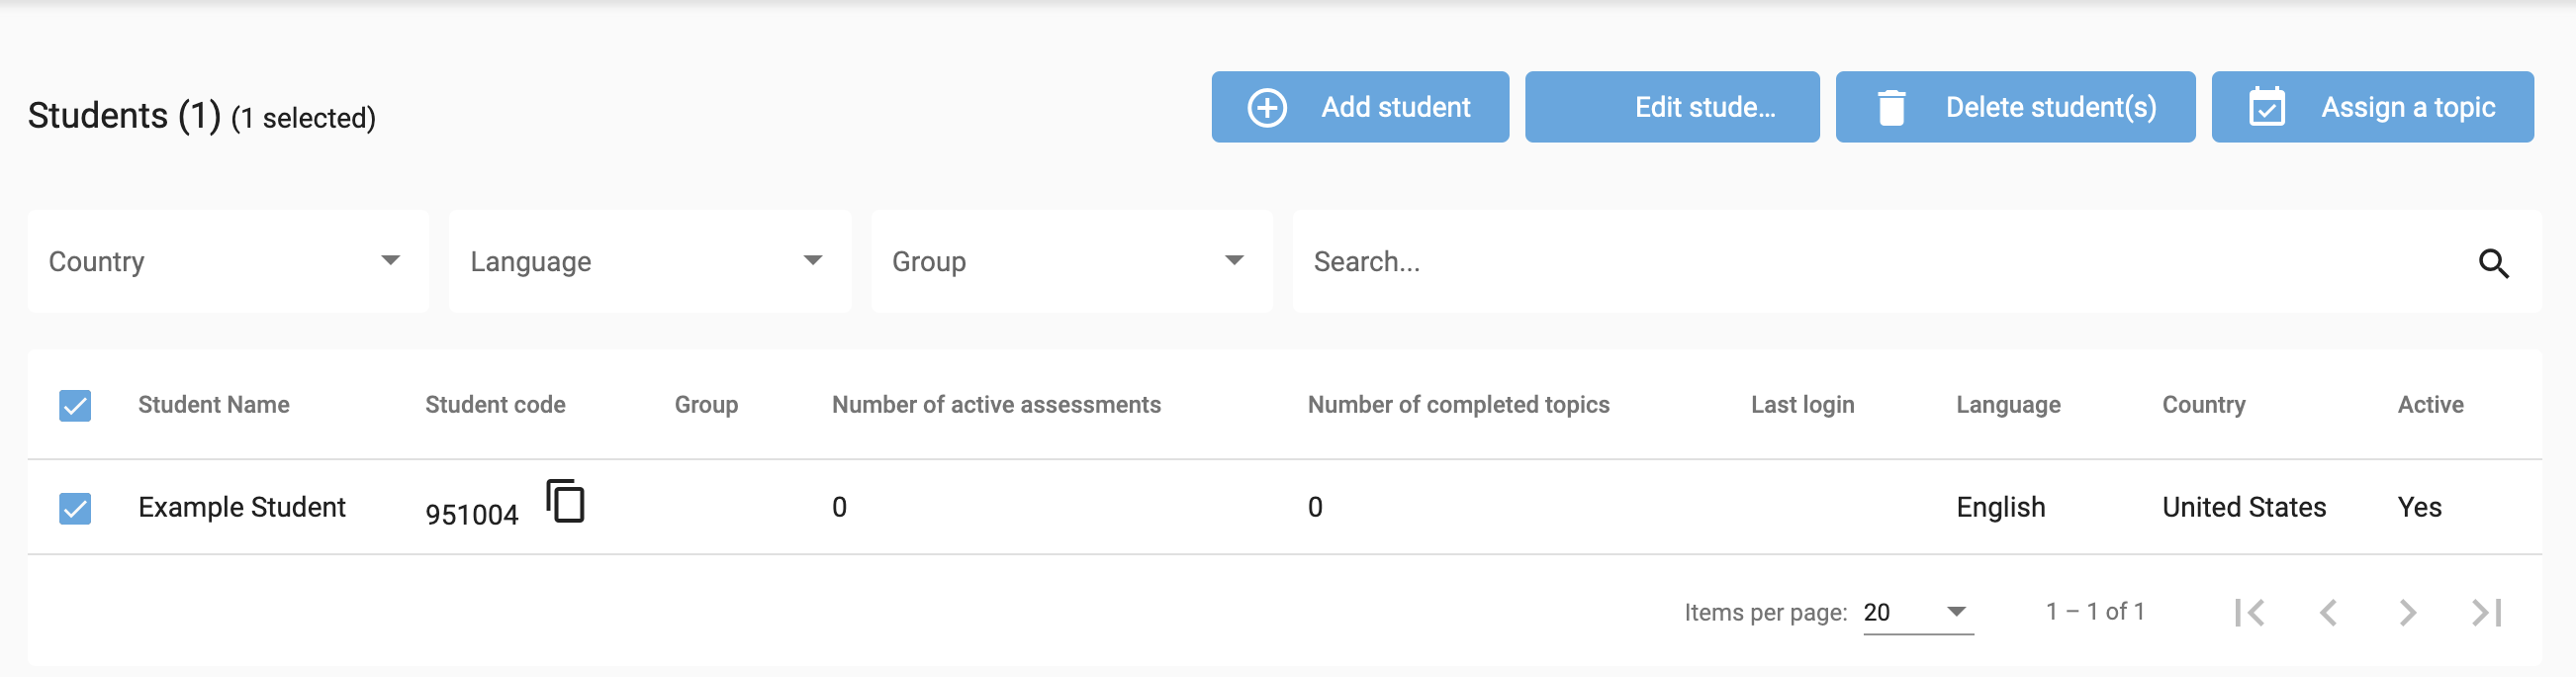 Students (1) (1 selected)
Add student
Edit stude...
Delete student(s)
Assign a topic
Country
Language
Group
Search...
Student Name Student code Group Number of active assessments Number of completed topics Last login Language Country Active
Example Student 951004 0 0 English United States Yes
Items per page: 20 1 – 1 of 1